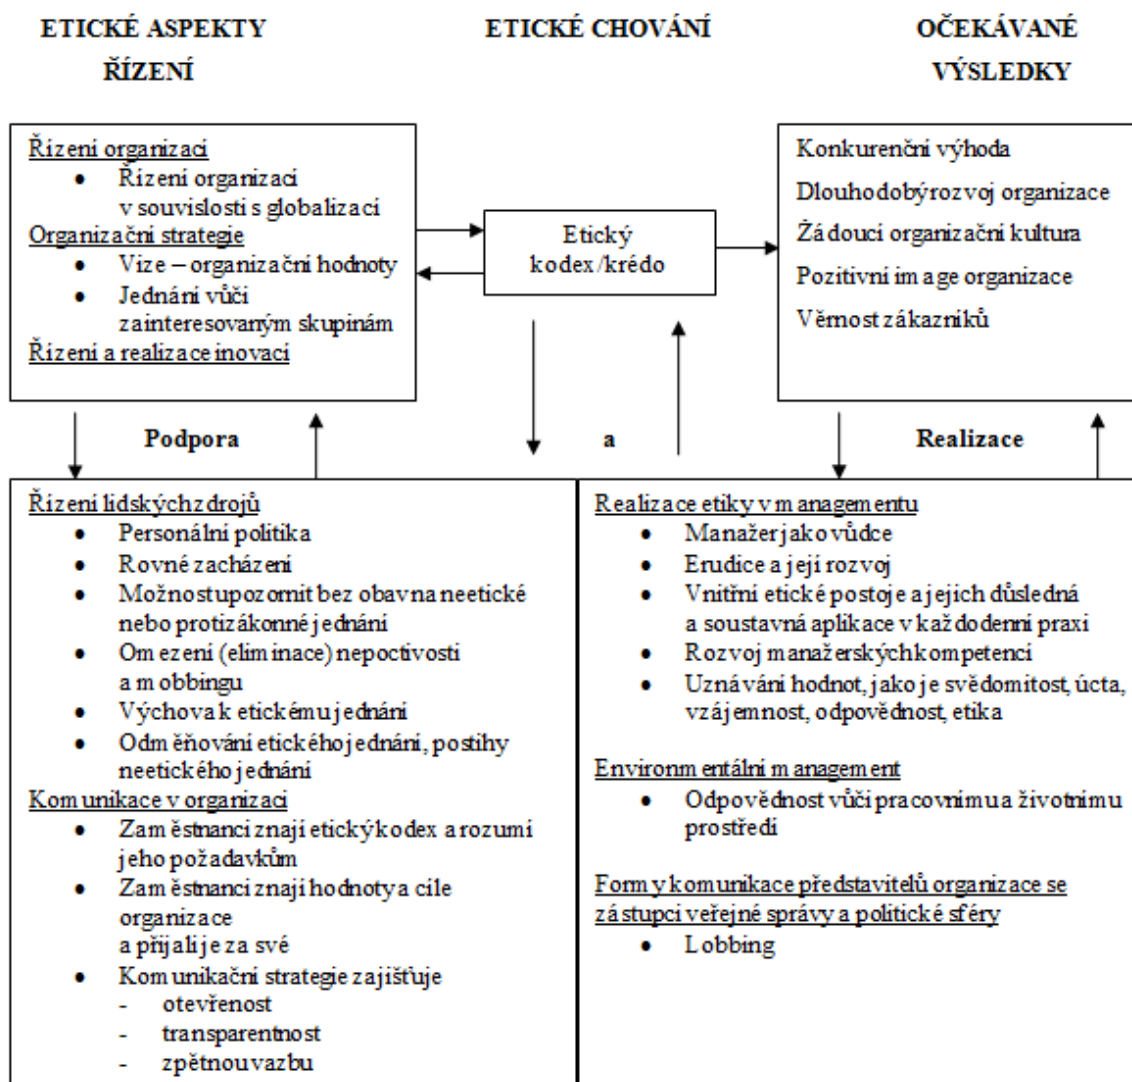 ETICKÉ ASPEKTY
ŘÍZENÍ
ETICKÉ CHOVÁNÍ
OČEKÁVANÉ
VÝSLEDKY
Řízení organizací
• Řízení organizací
v souvislosti s globalizací
Organizační strategie
• Vize – organizační hodnoty
• Jednání vůči
zainteresovaným skupinám
Řízení a realizace inovací
Etický
kodex/krédo
Konkurenční výhoda
Dlouhodobý rozvoj organizace
Žádoucí organizační kultura
Pozitivní image organizace
Věrnost zákazníků
Podpora
a
Realizace
Řízení lidských zdrojů
• Personální politika
• Rovné zacházení
• Možnost upozornit bez obav na neetické
nebo protizákonné jednání
• Omezení (eliminace) nepoctivosti
a mobbingu
• Výchova k etickému jednání
• Odměňování etického jednání, postihy
neetického jednání
Komunikace v organizaci
• Zaměstnanci znají etický kodex a rozumí
jeho požadavkům
• Zaměstnanci znají hodnoty a cíle
organizace
a přijali je za své
• Komunikační strategie zajišťuje
- otevřenost
- transparentnost
- zpětnou vazbu
Realizace etiky v managementu
• Manažer jako vůdce
• Erudice a její rozvoj
• Vnitřní etické postoje a jejich důsledná
a soustavná aplikace v každodenní praxi
• Rozvoj manažerských kompetencí
• Uznávání hodnot, jako je svědomitost, úcta,
vzájemnost, odpovědnost, etika
Environmentální management
• Odpovědnost vůči pracovnímu a životnímu
prostředí
Formy komunikace představitelů organizace se
zástupci veřejné správy a politické sféry
• Lobbing